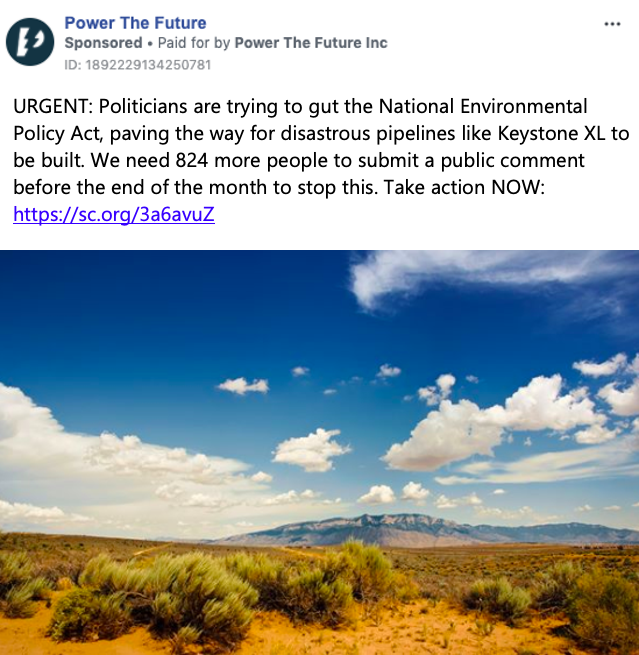 Power The Future
Sponsored • Paid for by Power The Future Inc
ID: 1892229134250781
URGENT: Politicians are trying to gut the National Environmental
Policy Act, paving the way for disastrous pipelines like Keystone XL to
be built. We need 824 more people to submit a public comment
before the end of the month to stop this. Take action NOW:
https://sc.org/3a6avuZ